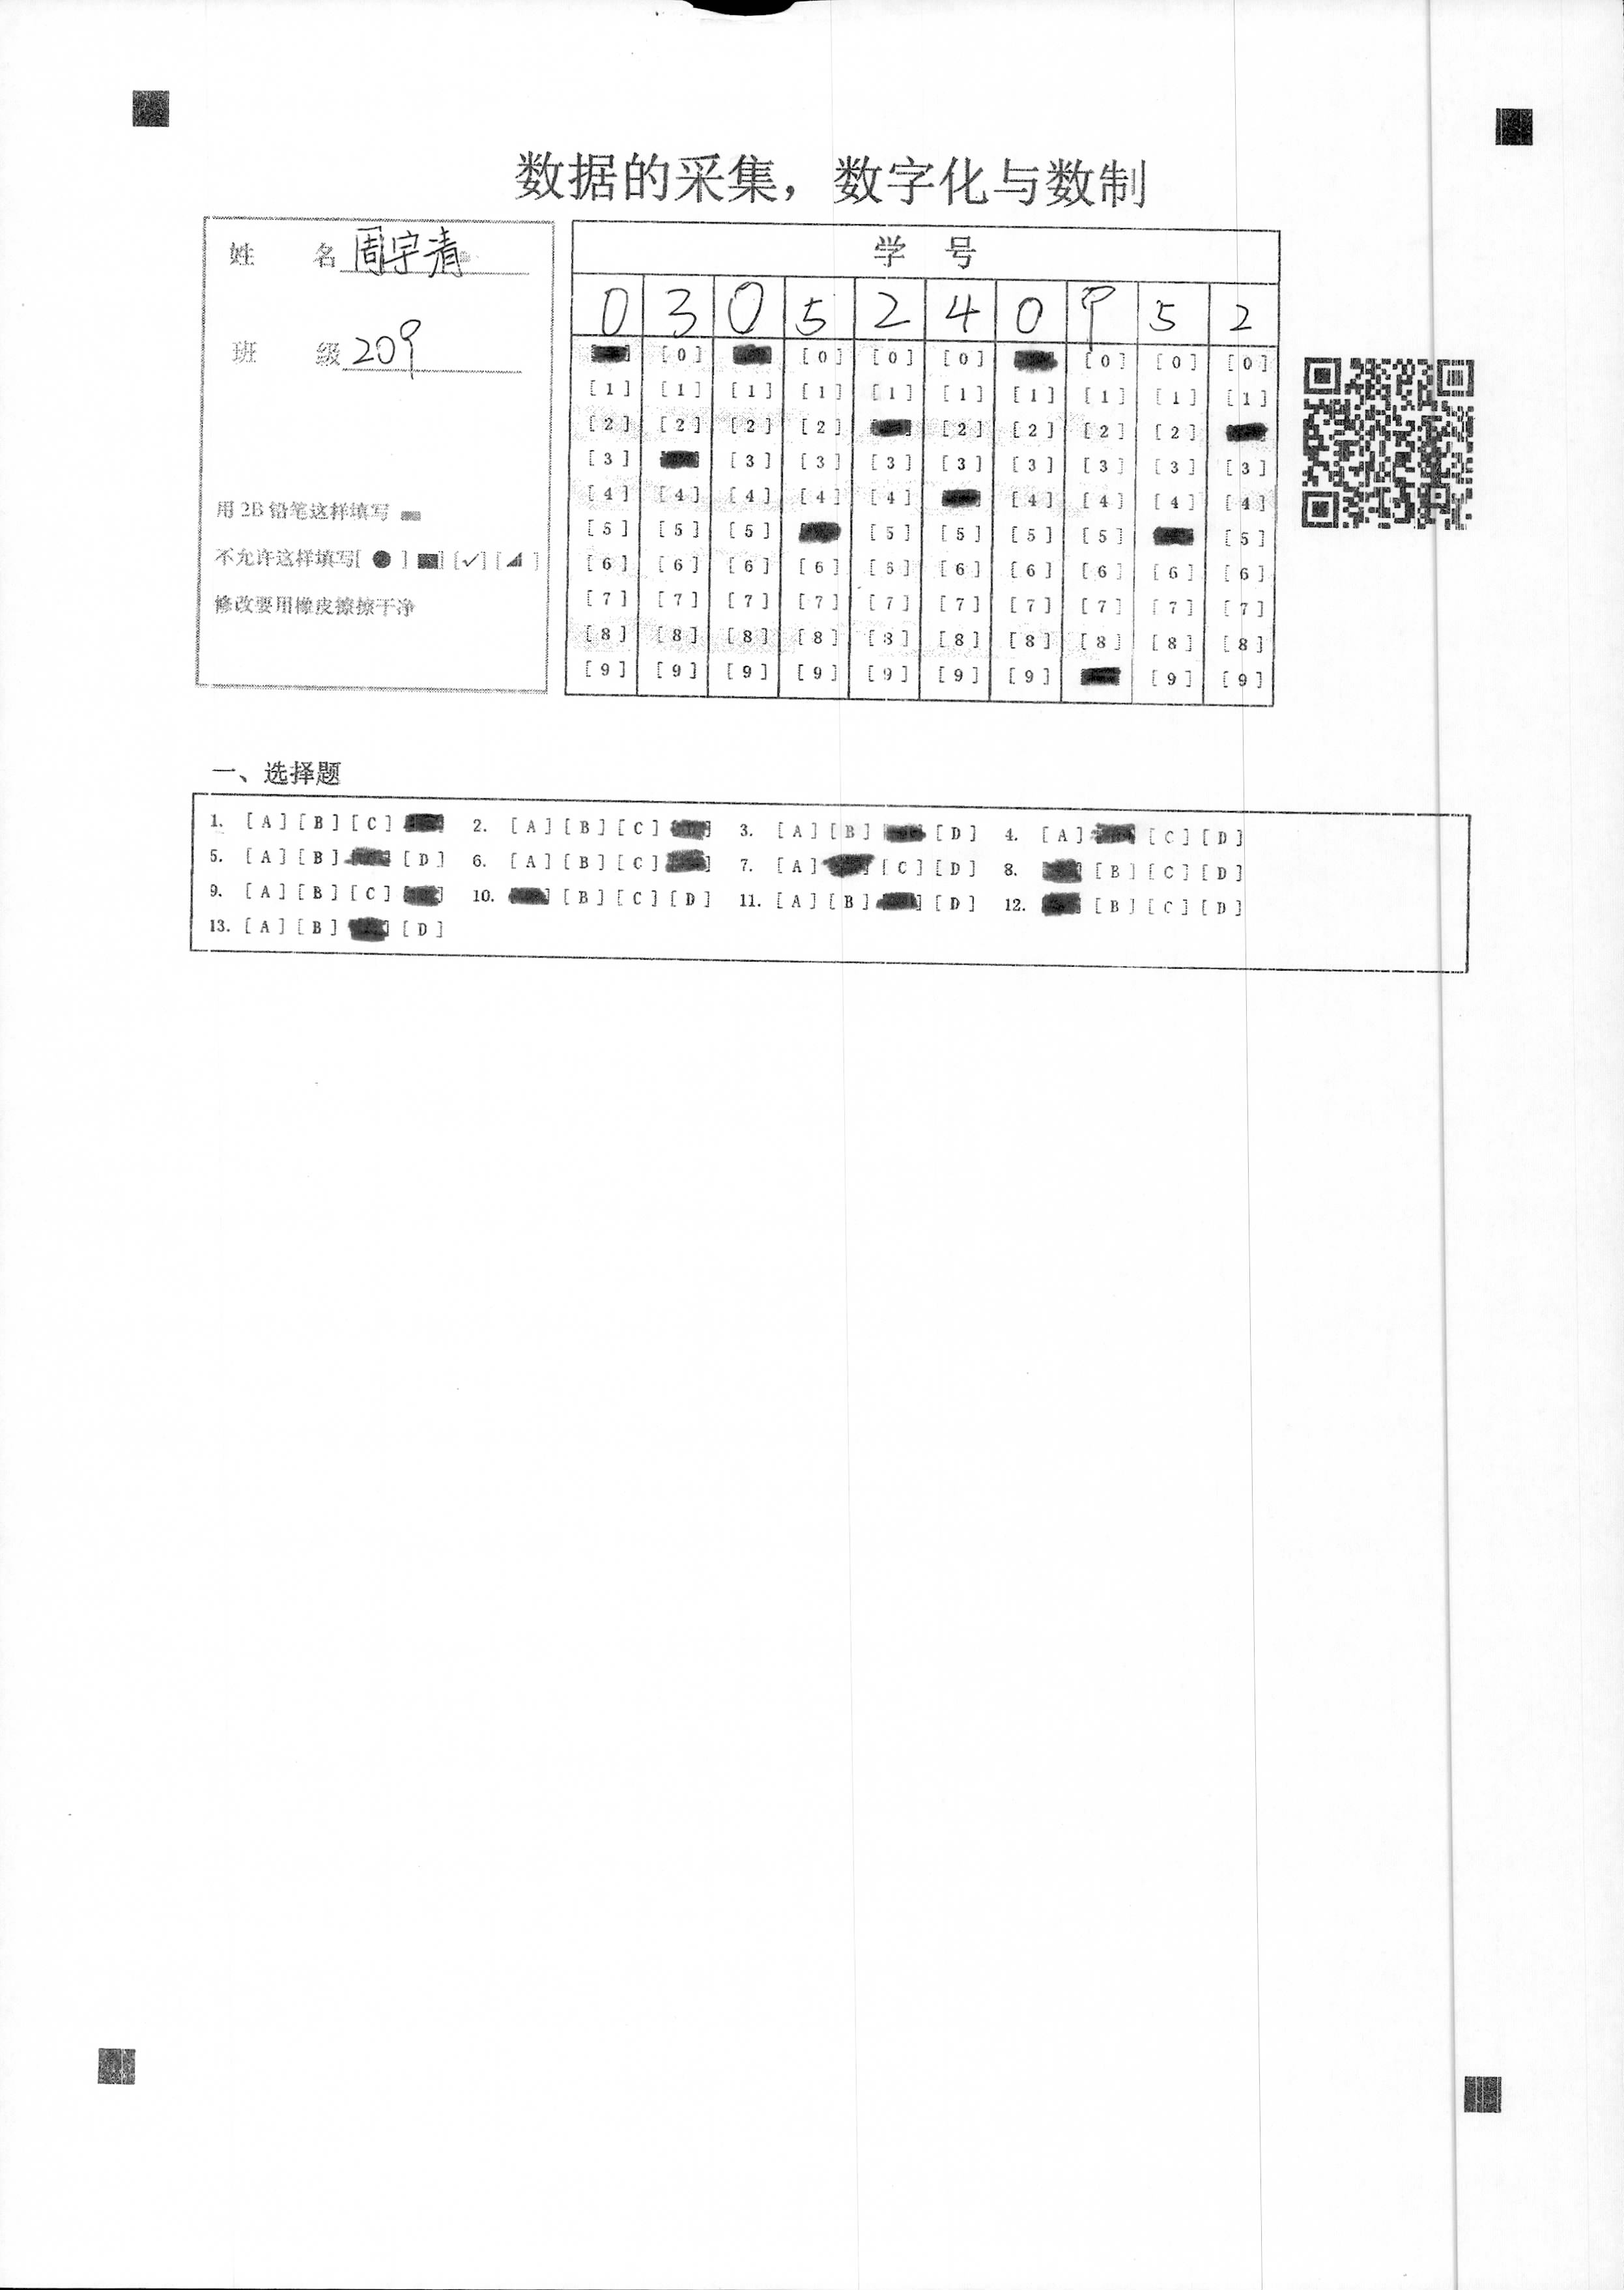 数据的采集，数字化与数制
姓 名 周宇清
班 级 209
用 2B 铅笔这样填写
不允许这样填写[ ● ] [■] [✓] [◢ ]
修改要用橡皮擦擦干净
学 号
0 3 0 5 2 4 0 9 5 2
[0] [0] [0] [0] [0] [0] [0]
[1] [1] [1] [1] [1] [1] [1] [1] [1] [1]
[2] [2] [2] [2] [2] [2] [2] [2]
[3] [3] [3] [3] [3] [3] [3] [3] [3]
[4] [4] [4] [4] [4] [4] [4] [4] [4]
[5] [5] [5] [5] [5] [5] [5] [5]
[6] [6] [6] [6] [6] [6] [6] [6] [6] [6]
[7] [7] [7] [7] [7] [7] [7] [7] [7] [7]
[8] [8] [8] [8] [8] [8] [8] [8] [8] [8]
[9] [9] [9] [9] [9] [9] [9] [9] [9]
一、选择题
1. [A] [B] [C] 2. [A] [B] [C] 3. [A] [B] [D] 4. [A] [C] [D]
5. [A] [B] [D] 6. [A] [B] [C] 7. [A] [C] [D] 8. [B] [C] [D]
9. [A] [B] [C] 10. [B] [C] [D] 11. [A] [B] [D] 12. [B] [C] [D]
13. [A] [B] [D]